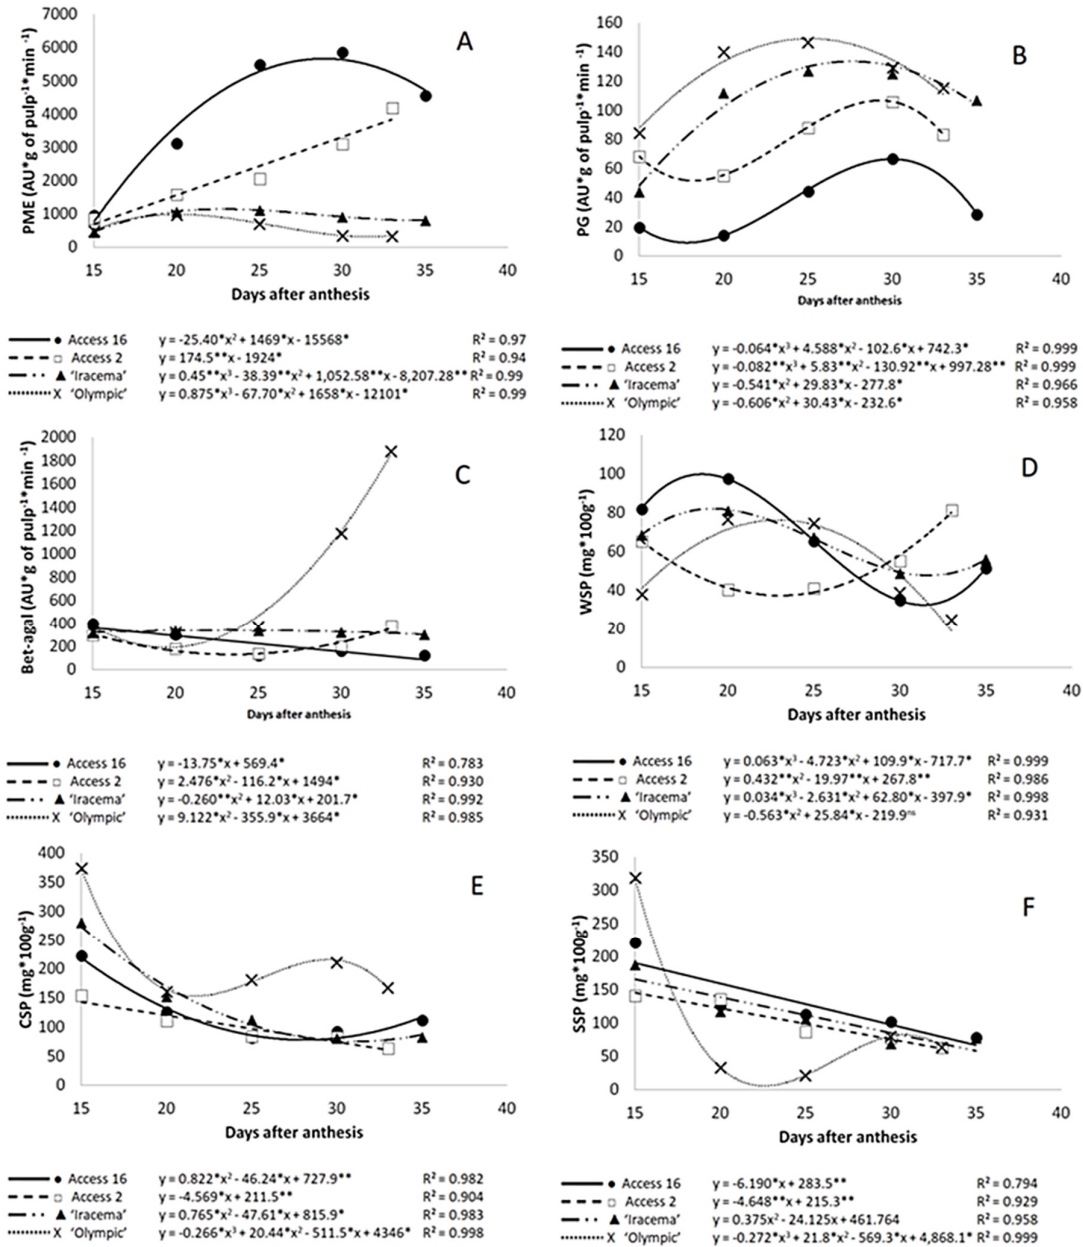 A
PME (AU*g of pulp⁻¹*min ⁻¹)
7000
6000
5000
4000
3000
2000
1000
0
15 20 25 30 35 40
Days after anthesis
Access 16 y = -25.40*x² + 1469*x - 15568* R² = 0.97
Access 2 y = 174.5**x - 1924* R² = 0.94
'Iracema' y = 0.45**x³ - 38.39**x² + 1,052.58**x - 8,207.28** R² = 0.99
X 'Olympic' y = 0.875*x³ - 67.70*x² + 1658*x - 12101* R² = 0.99
B
PG (AU*g of pulp⁻¹*min ⁻¹)
160
140
120
100
80
60
40
20
0
15 20 25 30 35 40
Days after anthesis
Access 16 y = -0.064*x³ + 4.588*x² - 102.6*x + 742.3* R² = 0.999
Access 2 y = -0.082**x³ + 5.83**x² - 130.92**x + 997.28** R² = 0.999
'Iracema' y = -0.541*x² + 29.83*x - 277.8* R² = 0.966
X 'Olympic' y = -0.606*x² + 30.43*x - 232.6* R² = 0.958
C
Bet-agal (AU*g of pulp⁻¹*min ⁻¹)
2000
1800
1600
1400
1200
1000
800
600
400
200
0
15 20 25 30 35 40
Days after anthesis
Access 16 y = -13.75*x + 569.4* R² = 0.783
Access 2 y = 2.476*x² - 116.2*x + 1494* R² = 0.930
'Iracema' y = -0.260**x² + 12.03*x + 201.7* R² = 0.992
X 'Olympic' y = 9.122*x² - 355.9*x + 3664* R² = 0.985
D
WSP (mg*100g⁻¹)
120
100
80
60
40
20
0
15 20 25 30 35 40
Days after anthesis
Access 16 y = 0.063*x³ - 4.723*x² + 109.9*x - 717.7* R² = 0.999
Access 2 y = 0.432**x² - 19.97**x + 267.8** R² = 0.986
'Iracema' y = 0.034*x³ - 2.631*x² + 62.80*x - 397.9* R² = 0.998
X 'Olympic' y = -0.563*x² + 25.84*x - 219.9ⁿˢ R² = 0.931
E
CSP (mg*100g⁻¹)
400
350
300
250
200
150
100
50
0
15 20 25 30 35 40
Days after anthesis
Access 16 y = 0.822*x² - 46.24*x + 727.9** R² = 0.982
Access 2 y = -4.569*x + 211.5** R² = 0.904
'Iracema' y = 0.765*x² - 47.61*x + 815.9* R² = 0.983
X 'Olympic' y = -0.266*x³ + 20.44*x² - 511.5*x + 4346* R² = 0.998
F
SSP (mg*100g⁻¹)
350
300
250
200
150
100
50
0
15 20 25 30 35 40
Days after anthesis
Access 16 y = -6.190*x + 283.5** R² = 0.794
Access 2 y = -4.648**x + 215.3** R² = 0.929
'Iracema' y = 0.375x² - 24.125x + 461.764 R² = 0.958
X 'Olympic' y = -0.272*x³ + 21.8*x² - 569.3*x + 4,868.1* R² = 0.999